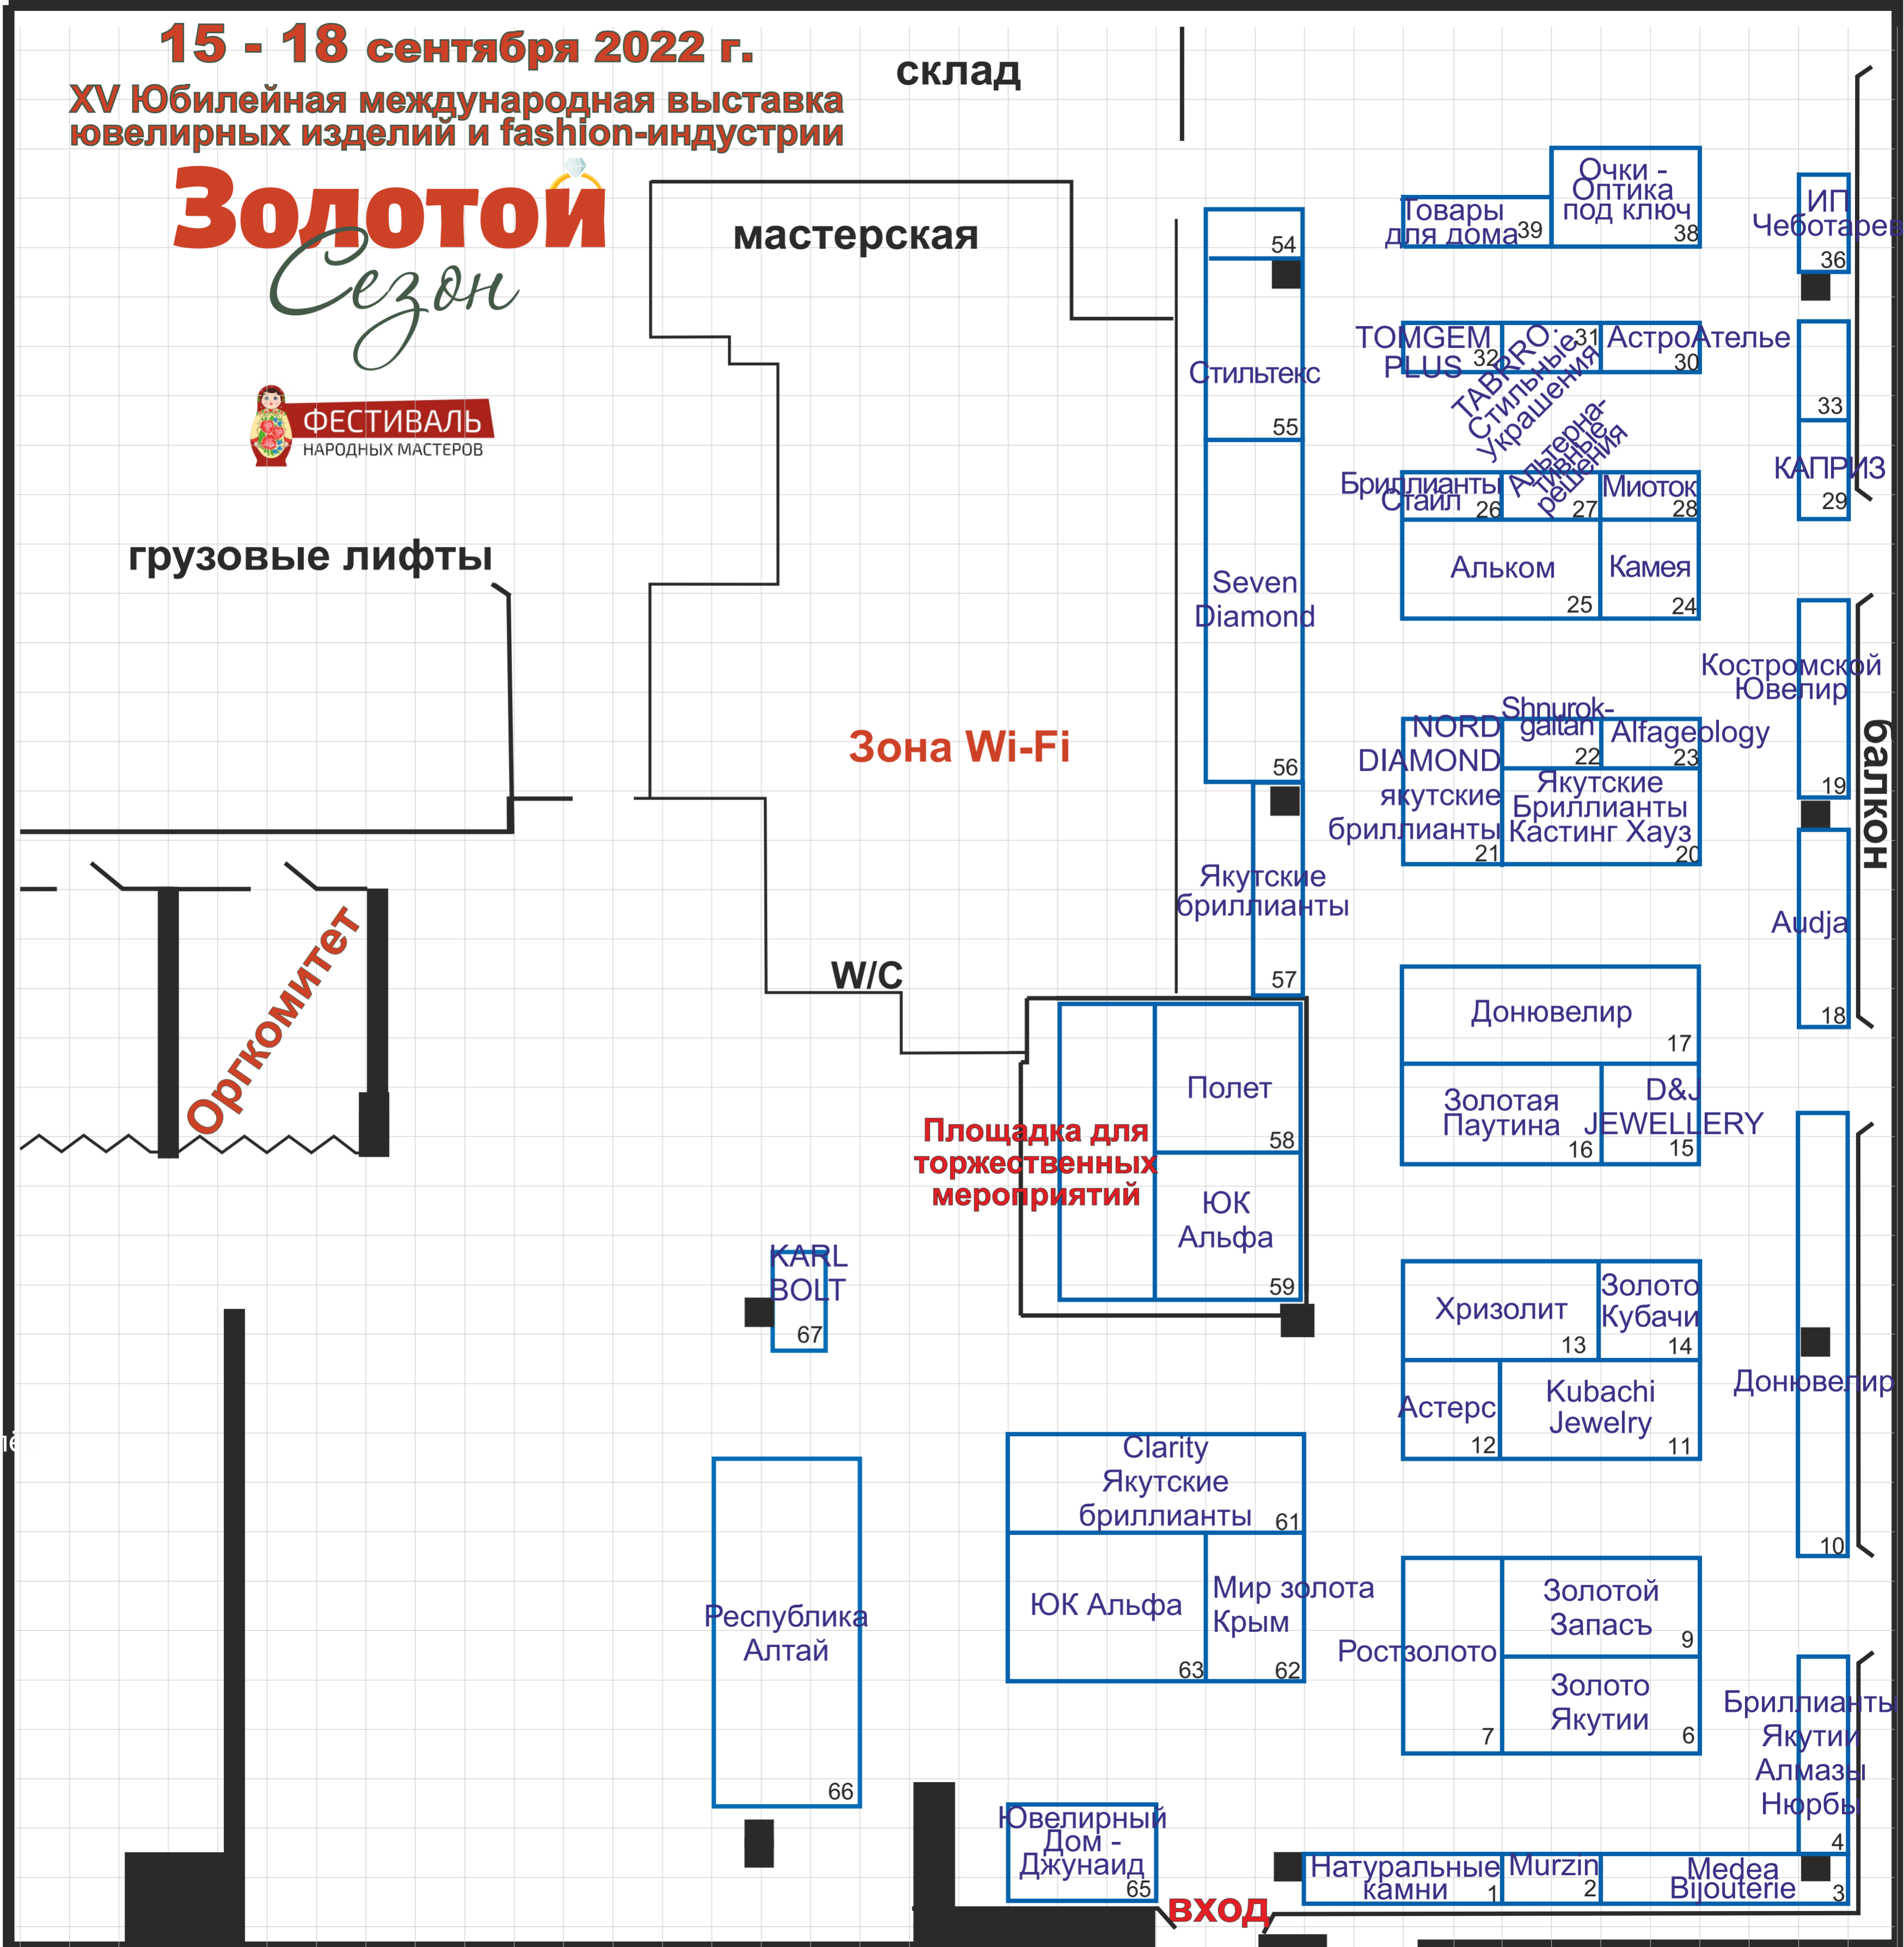 15 - 18 сентября 2022 г.
XV Юбилейная международная выставка
ювелирных изделий и fashion-индустрии
Золотой
Сезон
ФЕСТИВАЛЬ
НАРОДНЫХ МАСТЕРОВ
склад
мастерская
грузовые лифты
Зона Wi-Fi
W/C
Оргкомитет
балкон
54
Стильтекс
55
Seven
Diamond
56
Якутские
бриллианты
57
Товары
для дома
39
Очки -
Оптика
под ключ
38
ИП
Чеботарев
36
TOMGEM
PLUS
32
TABRRO.
Стильные
Украшения
31
АстроАтелье
30
33
КАПРИЗ
29
Бриллианты
Стайл
26
Альтерна-
тивные
решения
27
Миоток
28
Альком
25
Камея
24
Костромской
Ювелир
19
NORD
DIAMOND
якутские
бриллианты
21
Shnurok-
gaitan
22
Alfageology
23
Якутские
Бриллианты
Кастинг Хауз
20
Audja
18
Донювелир
17
Золотая
Паутина
16
D&J
JEWELLERY
15
Площадка для
торжественных
мероприятий
Полет
58
ЮК
Альфа
59
KARL
BOLT
67
Хризолит
13
Золото
Кубачи
14
Астерс
12
Kubachi
Jewelry
11
Донювелир
10
Clarity
Якутские
бриллианты
61
ЮК Альфа
63
Мир золота
Крым
62
Республика
Алтай
66
Ростзолото
7
Золотой
Запасъ
9
Золото
Якутии
6
Бриллианты
Якутии
Алмазы
Нюрбы
4
Ювелирный
Дом -
Джунаид
65
вход
Натуральные
камни
1
Murzin
2
Medea
Bijouterie
3